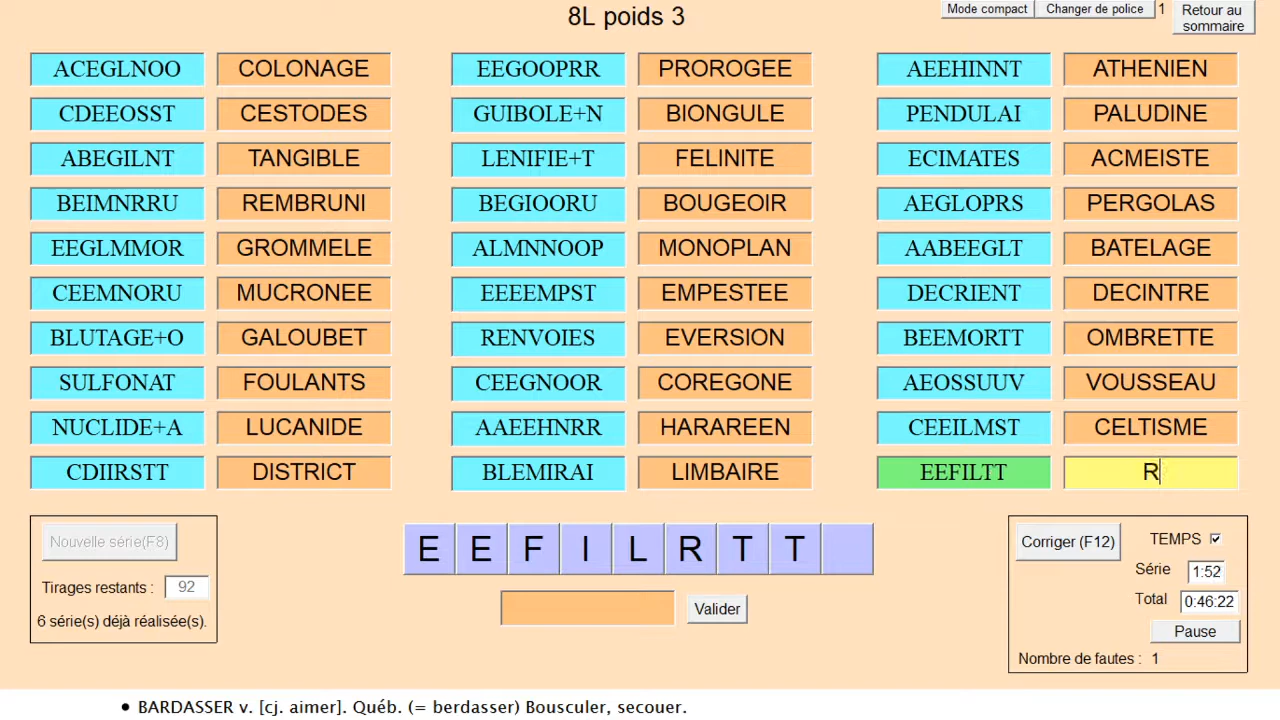 8L poids 3
Mode compact Changer de police 1 Retour au sommaire
ACEGLNOO COLONAGE EEGOOPRR PROROGEE AEEHINNT ATHENIEN
CDEEOSST CESTODES GUIBOLE+N BIONGULE PENDULAI PALUDINE
ABEGILNT TANGIBLE LENIFIE+T FELINITE ECIMATES ACMEISTE
BEIMNRRU REMBRUNI BEGIOORU BOUGEOIR AEGLOPRS PERGOLAS
EEGLMMOR GROMMELE ALMNNOOP MONOPLAN AABEEGLT BATELAGE
CEEMNORU MUCRONEE EEEEMPST EMPESTEE DECRIENT DECINTRE
BLUTAGE+O GALOUBET RENVOIES EVERSION BEEMORTT OMBRETTE
SULFONAT FOULANTS CEEGNOOR COREGONE AEOSSUUV VOUSSEAU
NUCLIDE+A LUCANIDE AAEEHNRR HARAREEN CEEILMST CELTISME
CDIIRSTT DISTRICT BLEMIRAI LIMBAIRE EEFILTT R
Nouvelle série(F8)
Tirages restants : 92
6 série(s) déjà réalisée(s).
E E F I L R T T
Valider
Corriger (F12) TEMPS
Série 1:52
Total 0:46:22
Pause
Nombre de fautes : 1
• BARDASSER v. [cj. aimer]. Québ. (= berdasser) Bousculer, secouer.